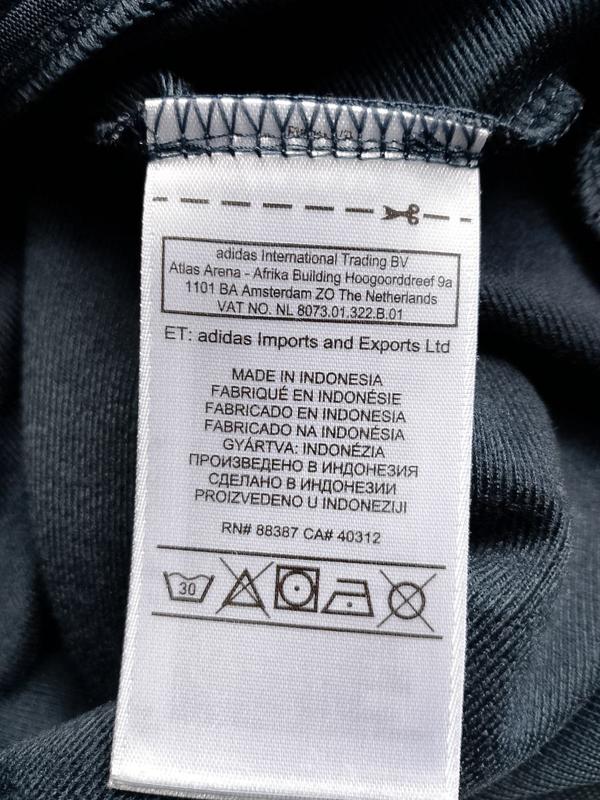 adidas International Trading BV
Atlas Arena - Afrika Building Hoogoorddreef 9a
1101 BA Amsterdam ZO The Netherlands
VAT NO. NL 8073.01.322.B.01
ET: adidas Imports and Exports Ltd
MADE IN INDONESIA
FABRIQUÉ EN INDONÉSIE
FABRICADO EN INDONESIA
FABRICADO NA INDONÉSIA
GYÁRTVA: INDONÉZIA
ПРОИЗВЕДЕНО В ИНДОНЕЗИЯ
СДЕЛАНО В ИНДОНЕЗИИ
PROIZVEDENO U INDONEZIJI
RN# 88387 CA# 40312
30